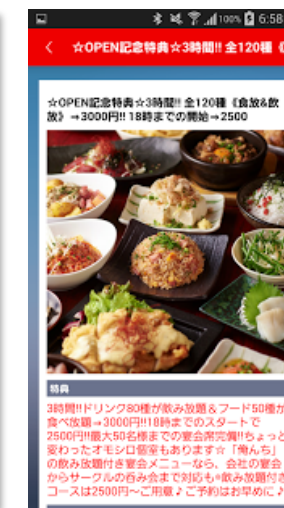 100% 6:58
☆OPEN記念特典☆3時間!! 全120種《
☆OPEN記念特典☆3時間!! 全120種《食放&飲
放》⇒3000円!! 18時までの開始⇒2500
特典
3時間!!ドリンク80種が飲み放題＆フード50種が
食べ放題⇒3000円!!18時までのスタートで
2500円!!最大50名様までの宴会席完備!!ちょっと
変わったオモシロ個室もあります☆「俺んち」
の飲み放題付き宴会メニューなら、会社の宴会
からサークルの呑み会まで対応も◎飲み放題付き
コースは2500円～ご用意♪ご予約はお早めに♪